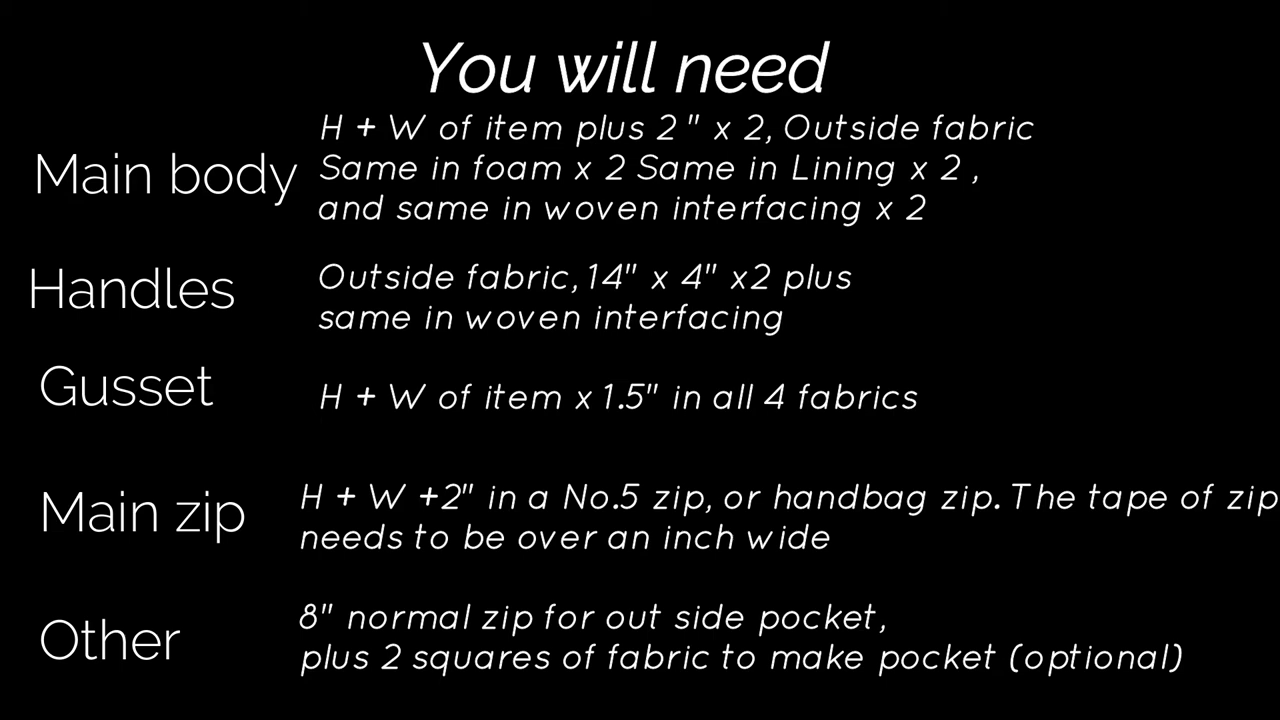 You will need
Main body
H + W of item plus 2" x 2, Outside fabric
Same in foam x 2 Same in Lining x 2 ,
and same in woven interfacing x 2
Handles
Outside fabric, 14" x 4" x2 plus
same in woven interfacing
Gusset
H + W of item x 1.5" in all 4 fabrics
Main zip
H + W +2" in a No.5 zip, or handbag zip. The tape of zip
needs to be over an inch wide
Other
8" normal zip for out side pocket,
plus 2 squares of fabric to make pocket (optional)